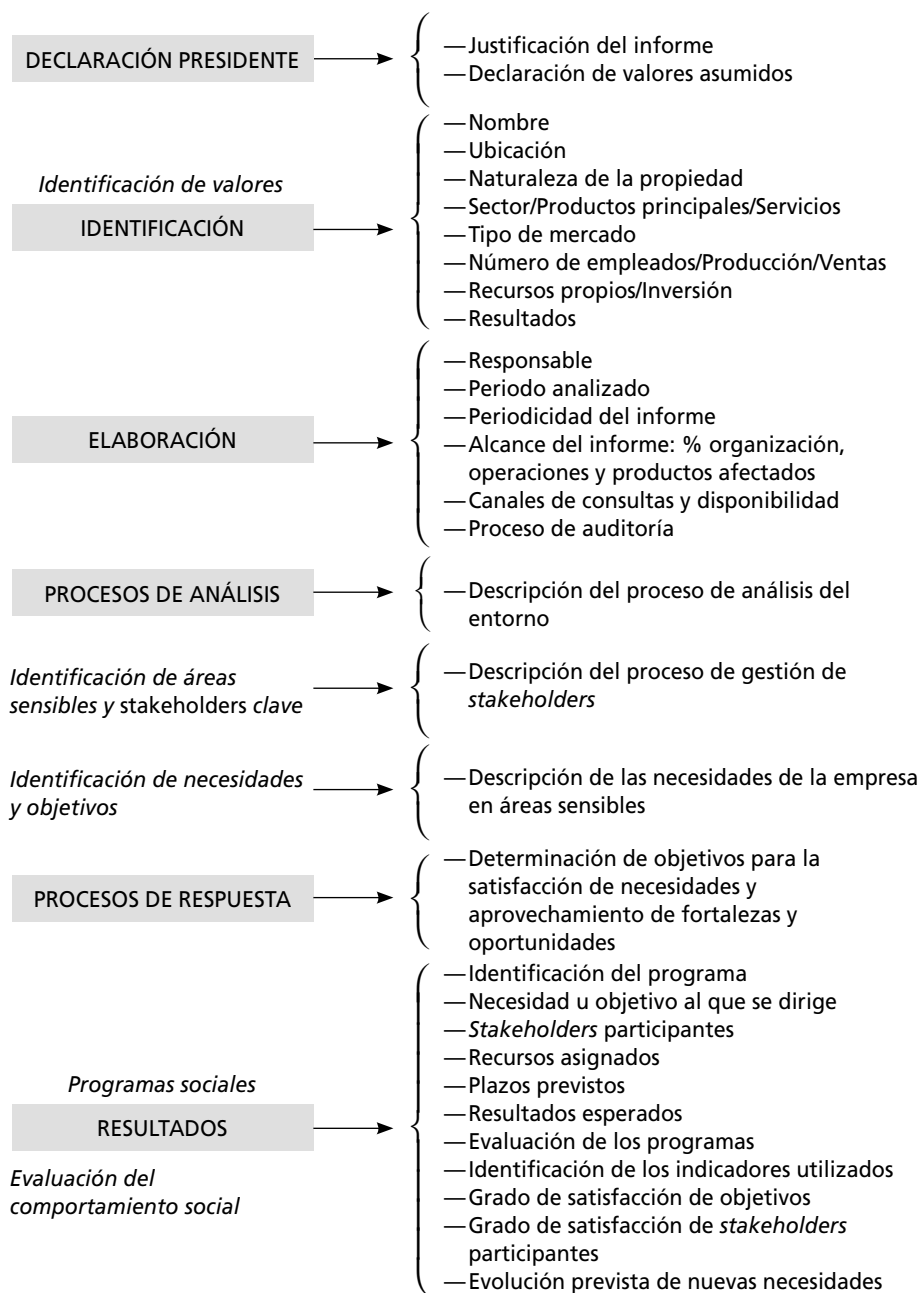 DECLARACIÓN PRESIDENTE
—Justificación del informe
—Declaración de valores asumidos
Identificación de valores
IDENTIFICACIÓN
—Nombre
—Ubicación
—Naturaleza de la propiedad
—Sector/Productos principales/Servicios
—Tipo de mercado
—Número de empleados/Producción/Ventas
—Recursos propios/Inversión
—Resultados
ELABORACIÓN
—Responsable
—Periodo analizado
—Periodicidad del informe
—Alcance del informe: % organización,
operaciones y productos afectados
—Canales de consultas y disponibilidad
—Proceso de auditoría
PROCESOS DE ANÁLISIS
—Descripción del proceso de análisis del
entorno
Identificación de áreas
sensibles y stakeholders clave
—Descripción del proceso de gestión de
stakeholders
Identificación de necesidades
y objetivos
—Descripción de las necesidades de la empresa
en áreas sensibles
PROCESOS DE RESPUESTA
—Determinación de objetivos para la
satisfacción de necesidades y
aprovechamiento de fortalezas y
oportunidades
Programas sociales
RESULTADOS
Evaluación del
comportamiento social
—Identificación del programa
—Necesidad u objetivo al que se dirige
—Stakeholders participantes
—Recursos asignados
—Plazos previstos
—Resultados esperados
—Evaluación de los programas
—Identificación de los indicadores utilizados
—Grado de satisfacción de objetivos
—Grado de satisfacción de stakeholders
participantes
—Evolución prevista de nuevas necesidades